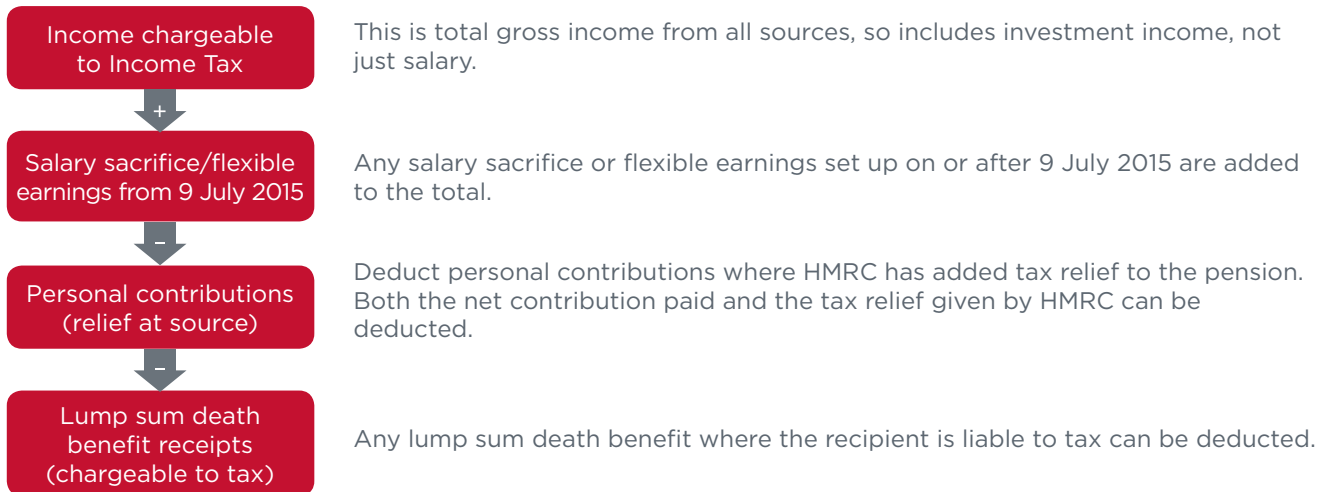 Income chargeable
to Income Tax
This is total gross income from all sources, so includes investment income, not
just salary.
+
Salary sacrifice/flexible
earnings from 9 July 2015
Any salary sacrifice or flexible earnings set up on or after 9 July 2015 are added
to the total.
–
Personal contributions
(relief at source)
Deduct personal contributions where HMRC has added tax relief to the pension.
Both the net contribution paid and the tax relief given by HMRC can be
deducted.
–
Lump sum death
benefit receipts
(chargeable to tax)
Any lump sum death benefit where the recipient is liable to tax can be deducted.